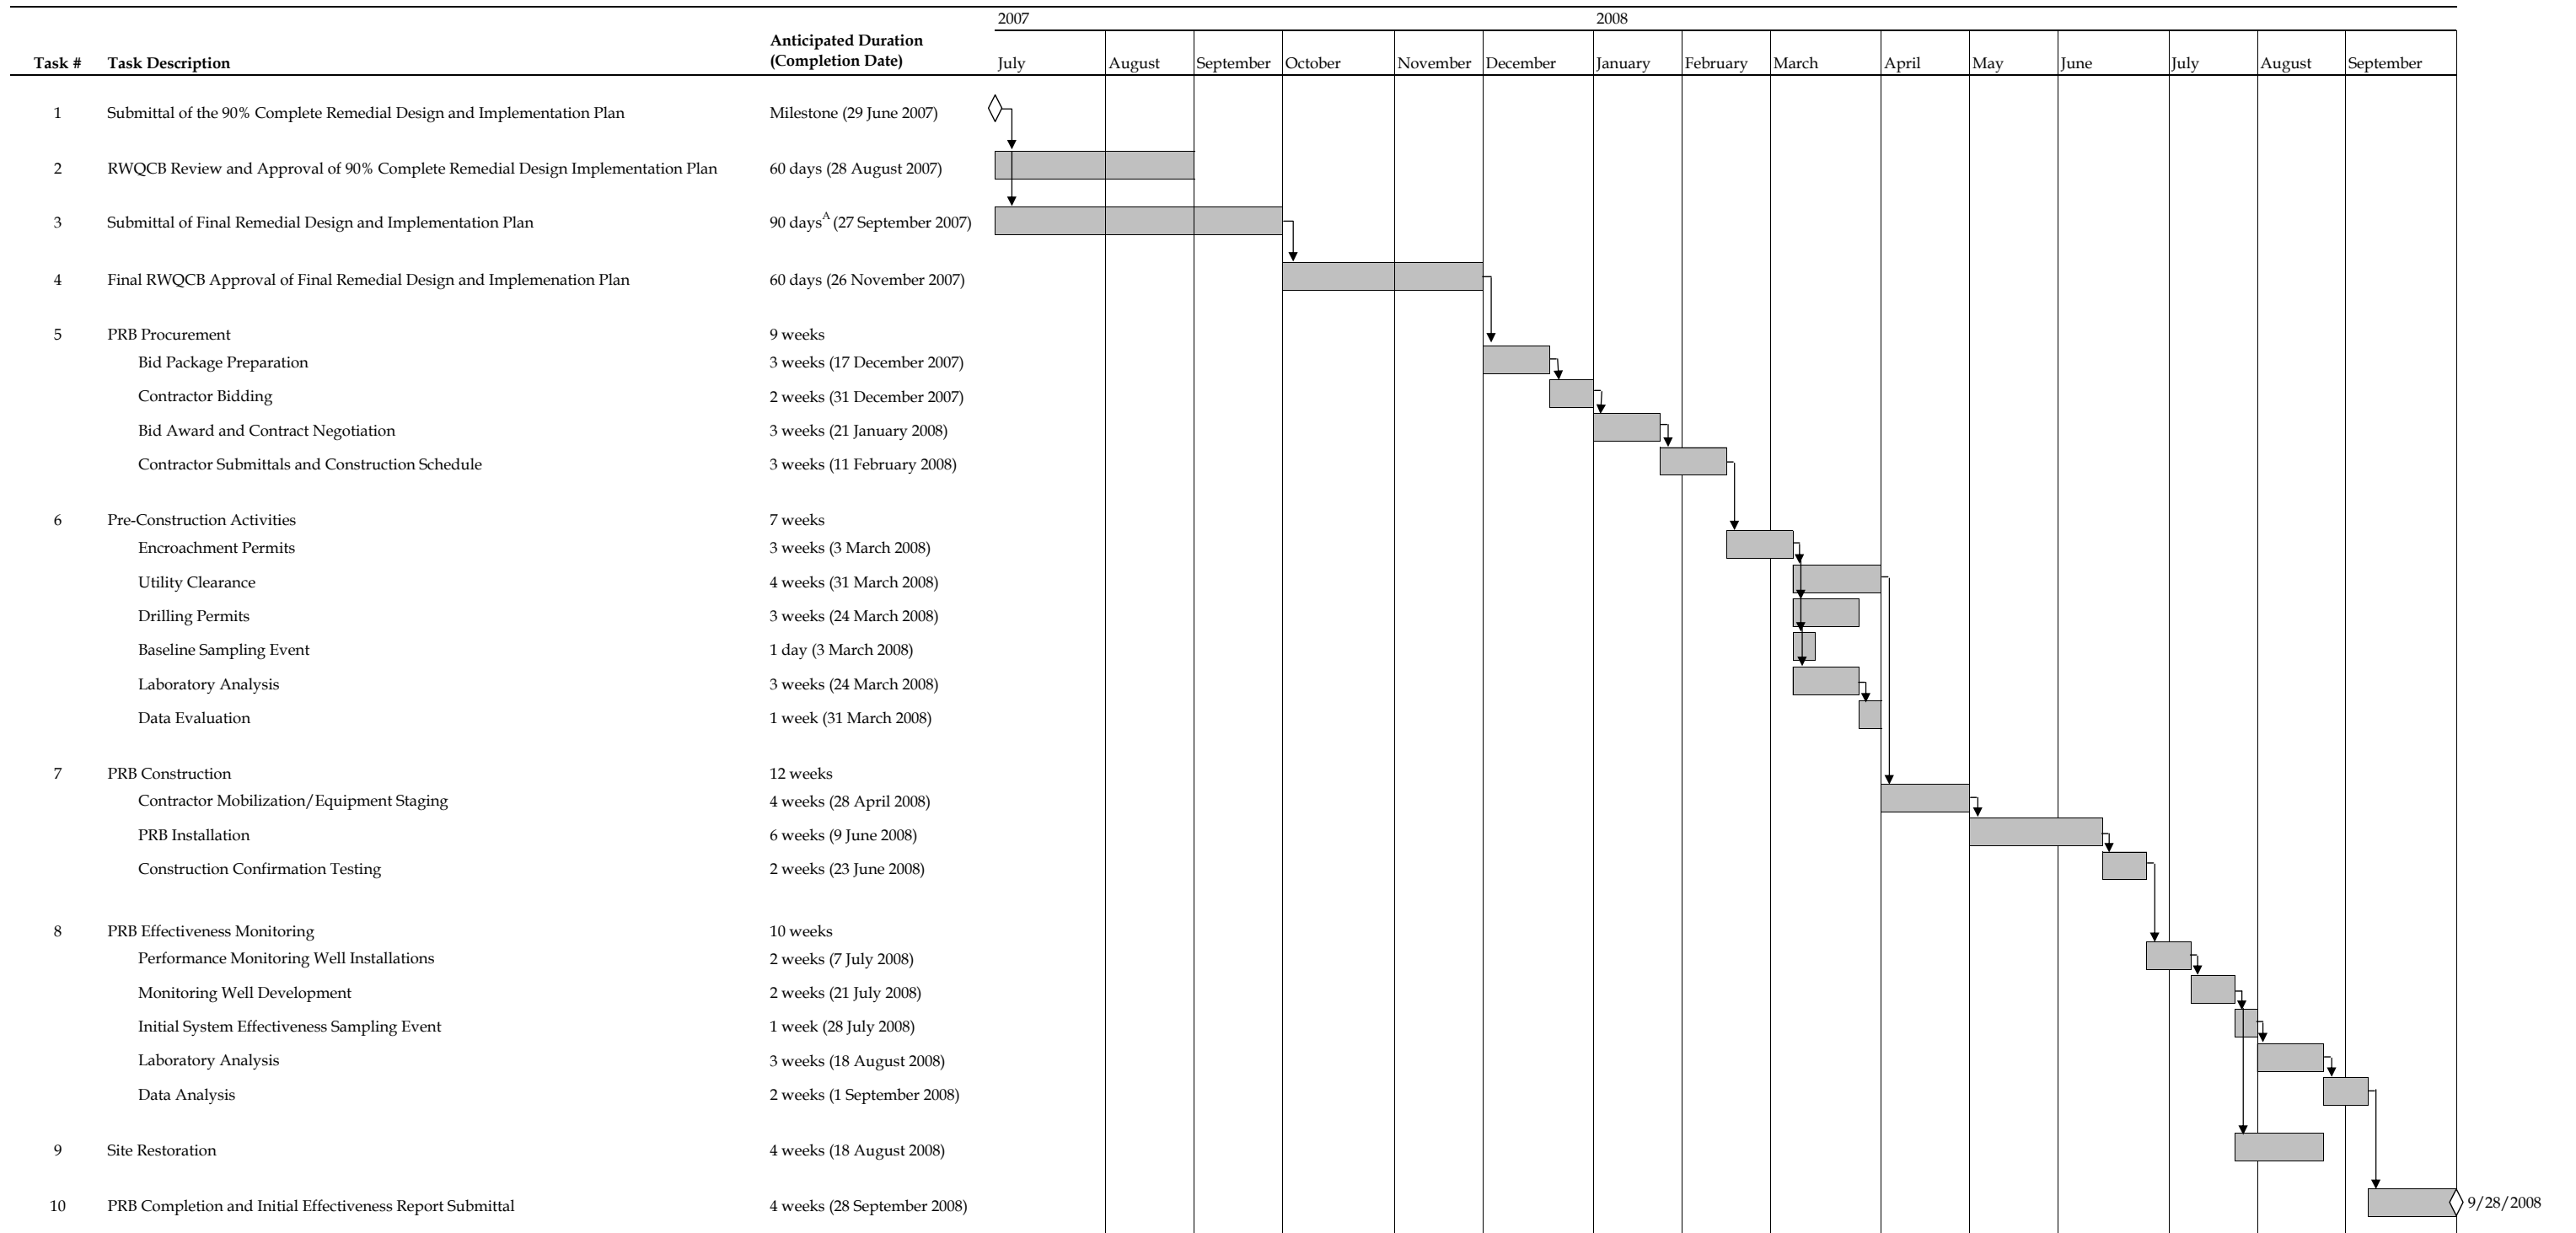 2007 2008
Anticipated Duration
Task # Task Description (Completion Date) July August September October November December January February March April May June July August September
1 Submittal of the 90% Complete Remedial Design and Implementation Plan Milestone (29 June 2007)
2 RWQCB Review and Approval of 90% Complete Remedial Design Implementation Plan 60 days (28 August 2007)
3 Submittal of Final Remedial Design and Implementation Plan 90 daysA (27 September 2007)
4 Final RWQCB Approval of Final Remedial Design and Implemenation Plan 60 days (26 November 2007)
5 PRB Procurement 9 weeks
Bid Package Preparation 3 weeks (17 December 2007)
Contractor Bidding 2 weeks (31 December 2007)
Bid Award and Contract Negotiation 3 weeks (21 January 2008)
Contractor Submittals and Construction Schedule 3 weeks (11 February 2008)
6 Pre-Construction Activities 7 weeks
Encroachment Permits 3 weeks (3 March 2008)
Utility Clearance 4 weeks (31 March 2008)
Drilling Permits 3 weeks (24 March 2008)
Baseline Sampling Event 1 day (3 March 2008)
Laboratory Analysis 3 weeks (24 March 2008)
Data Evaluation 1 week (31 March 2008)
7 PRB Construction 12 weeks
Contractor Mobilization/Equipment Staging 4 weeks (28 April 2008)
PRB Installation 6 weeks (9 June 2008)
Construction Confirmation Testing 2 weeks (23 June 2008)
8 PRB Effectiveness Monitoring 10 weeks
Performance Monitoring Well Installations 2 weeks (7 July 2008)
Monitoring Well Development 2 weeks (21 July 2008)
Initial System Effectiveness Sampling Event 1 week (28 July 2008)
Laboratory Analysis 3 weeks (18 August 2008)
Data Analysis 2 weeks (1 September 2008)
9 Site Restoration 4 weeks (18 August 2008)
10 PRB Completion and Initial Effectiveness Report Submittal 4 weeks (28 September 2008) 9/28/2008